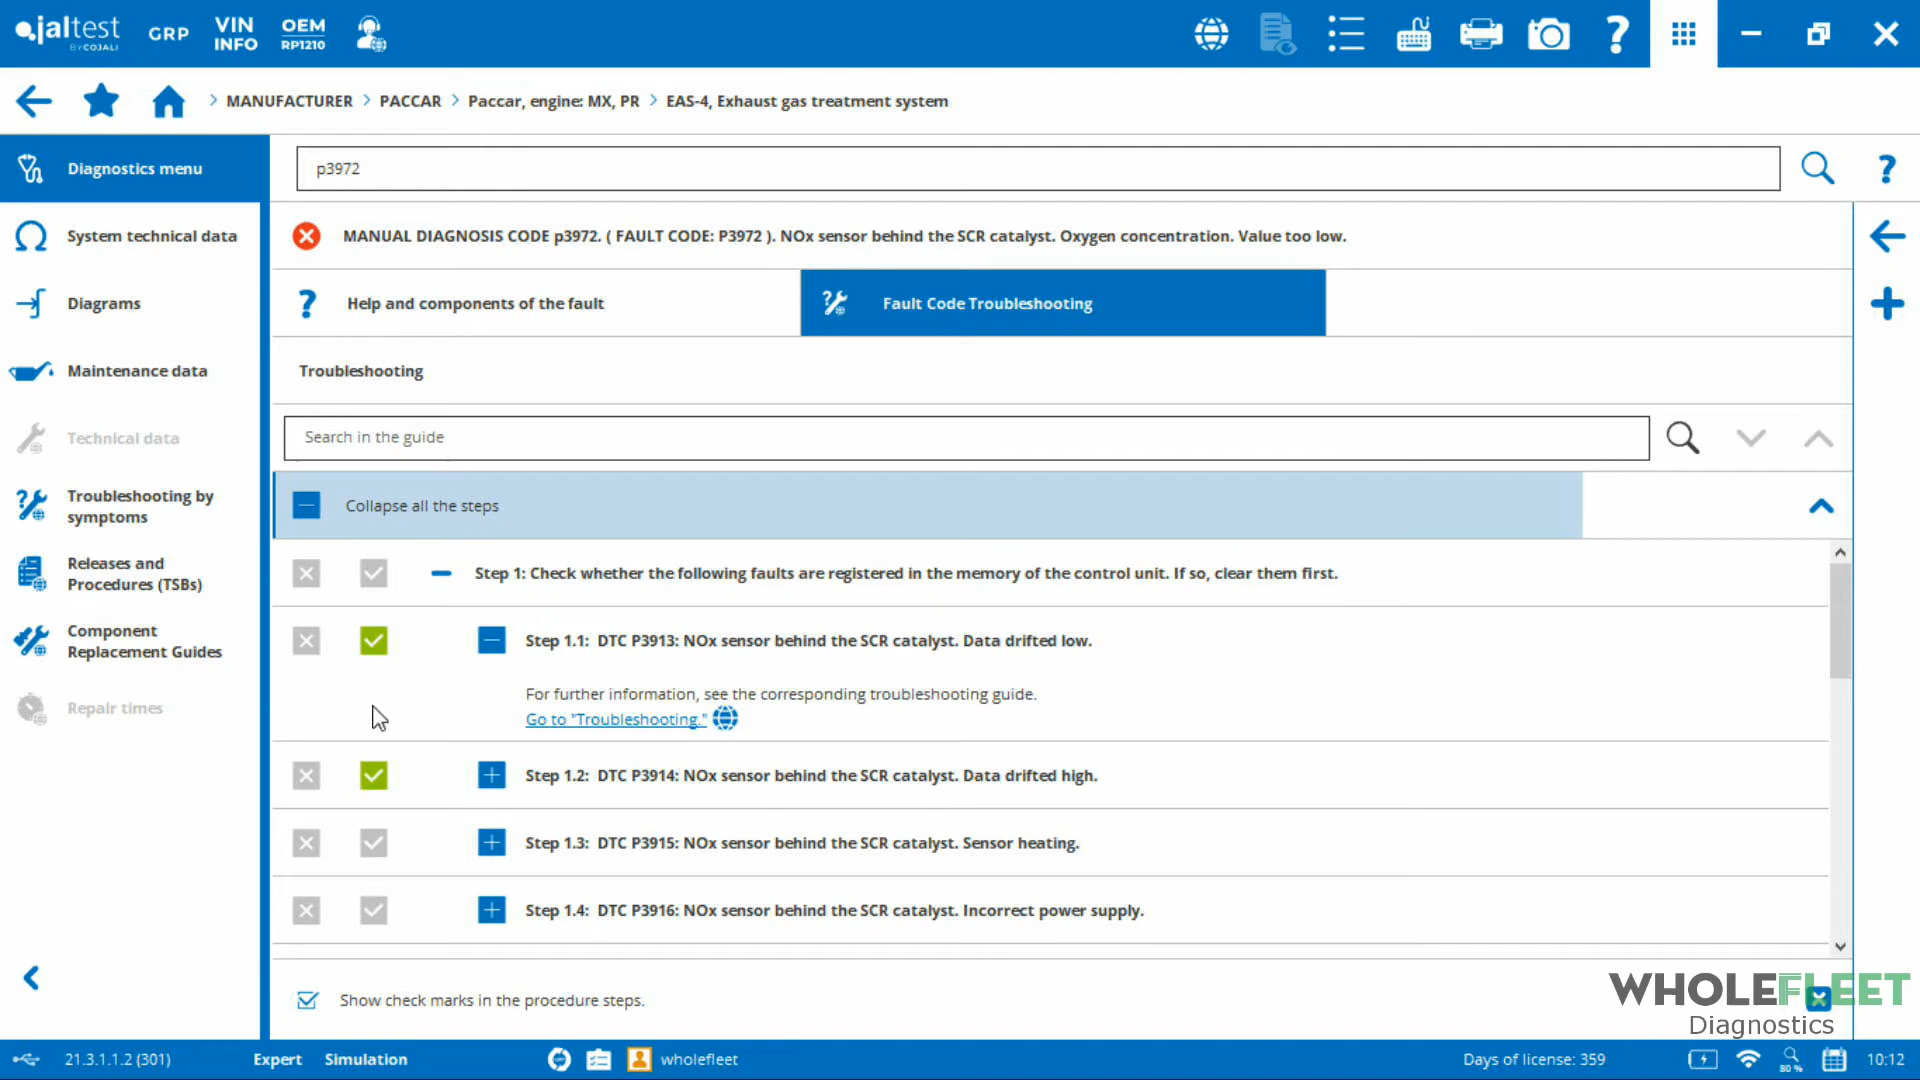 jaltest
BY COJALI
GRP
VIN
INFO
OEM
RP1210
> MANUFACTURER > PACCAR > Paccar, engine: MX, PR > EAS-4, Exhaust gas treatment system
Diagnostics menu
System technical data
Diagrams
Maintenance data
Technical data
Troubleshooting by
symptoms
Releases and
Procedures (TSBs)
Component
Replacement Guides
Repair times
p3972
MANUAL DIAGNOSIS CODE p3972. ( FAULT CODE: P3972 ). NOx sensor behind the SCR catalyst. Oxygen concentration. Value too low.
Help and components of the fault
Fault Code Troubleshooting
Troubleshooting
Search in the guide
Collapse all the steps
Step 1: Check whether the following faults are registered in the memory of the control unit. If so, clear them first.
Step 1.1: DTC P3913: NOx sensor behind the SCR catalyst. Data drifted low.
For further information, see the corresponding troubleshooting guide.
Go to "Troubleshooting."
Step 1.2: DTC P3914: NOx sensor behind the SCR catalyst. Data drifted high.
Step 1.3: DTC P3915: NOx sensor behind the SCR catalyst. Sensor heating.
Step 1.4: DTC P3916: NOx sensor behind the SCR catalyst. Incorrect power supply.
Show check marks in the procedure steps.
WHOLEFLEET
Diagnostics
21.3.1.1.2 (301)
Expert
Simulation
wholefleet
Days of license: 359
80 %
10:12